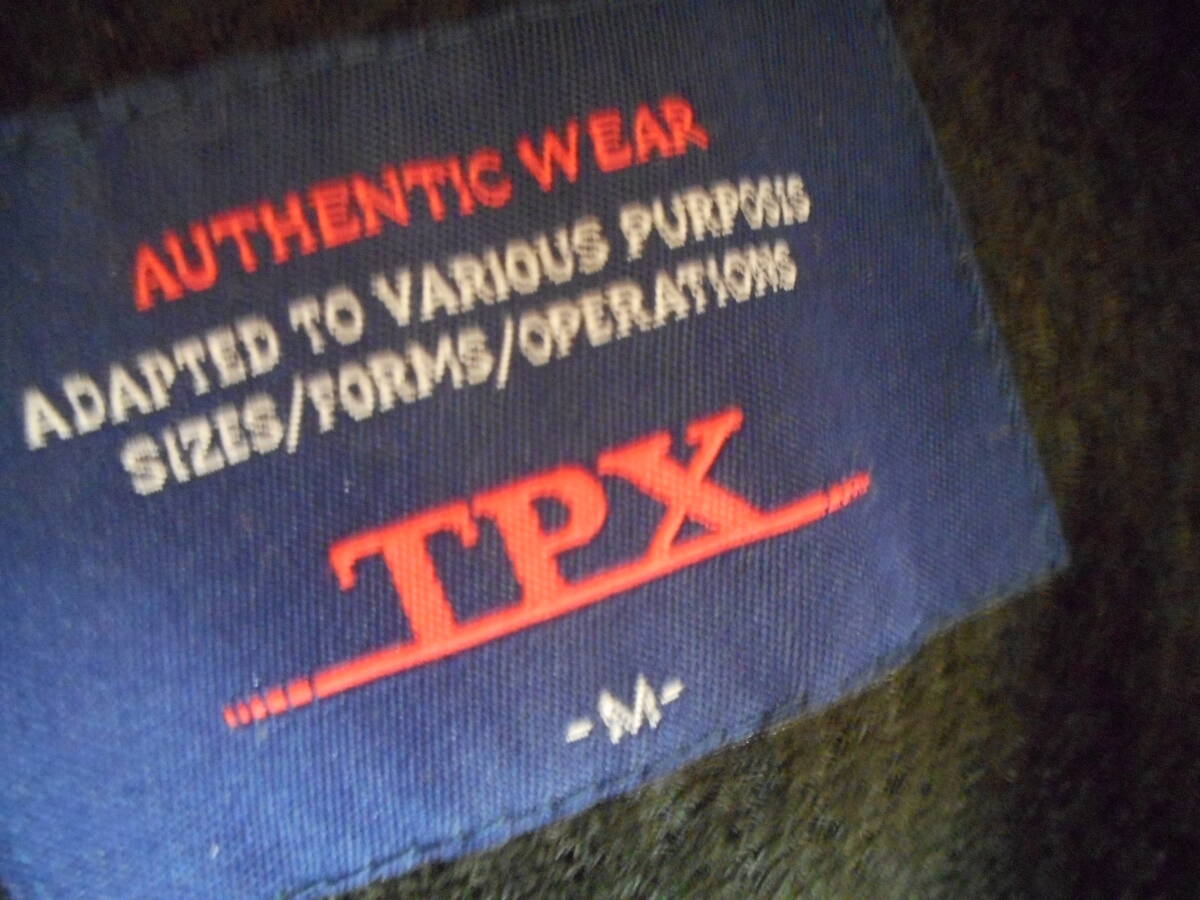 AUTHENTIC WEAR
ADAPTED TO VARIOUS PURPOSIS
SIZES/FORMS/OPERATIONS
TPX
-M-